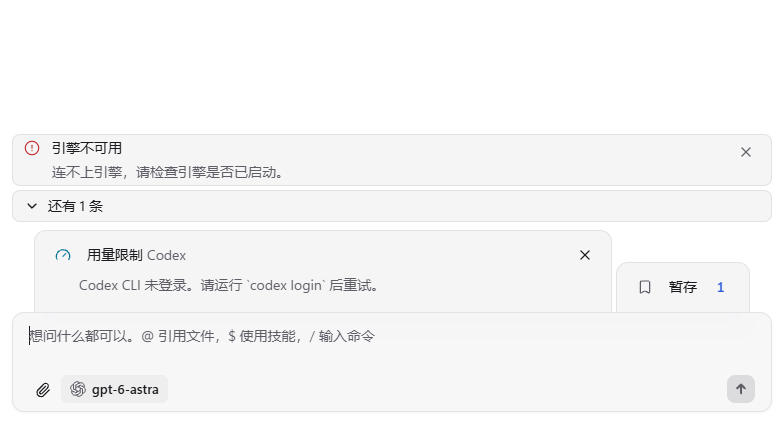 引擎不可用
连不上引擎，请检查引擎是否已启动。
还有 1 条
用量限制 Codex
Codex CLI 未登录。请运行 `codex login` 后重试。
暂存 1
想问什么都可以。@ 引用文件，$ 使用技能，/ 输入命令
gpt-6-astra